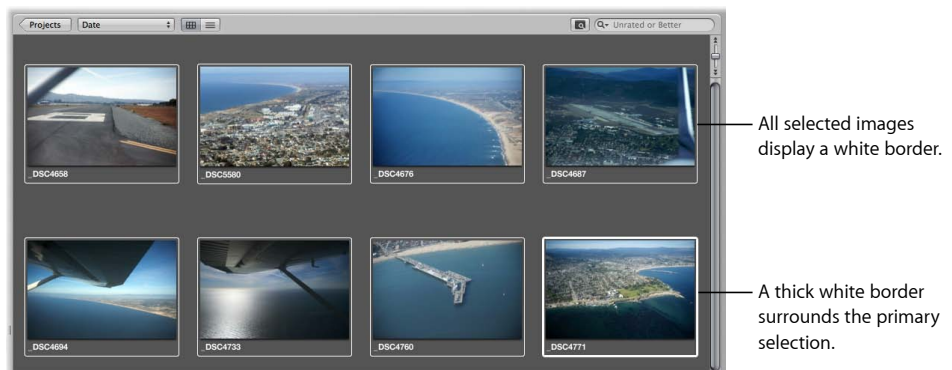 Projects Date Unrated or Better
_DSC4658 _DSC5580 _DSC4676 _DSC4687
All selected images
display a white border.
_DSC4694 _DSC4733 _DSC4760 _DSC4771
A thick white border
surrounds the primary
selection.